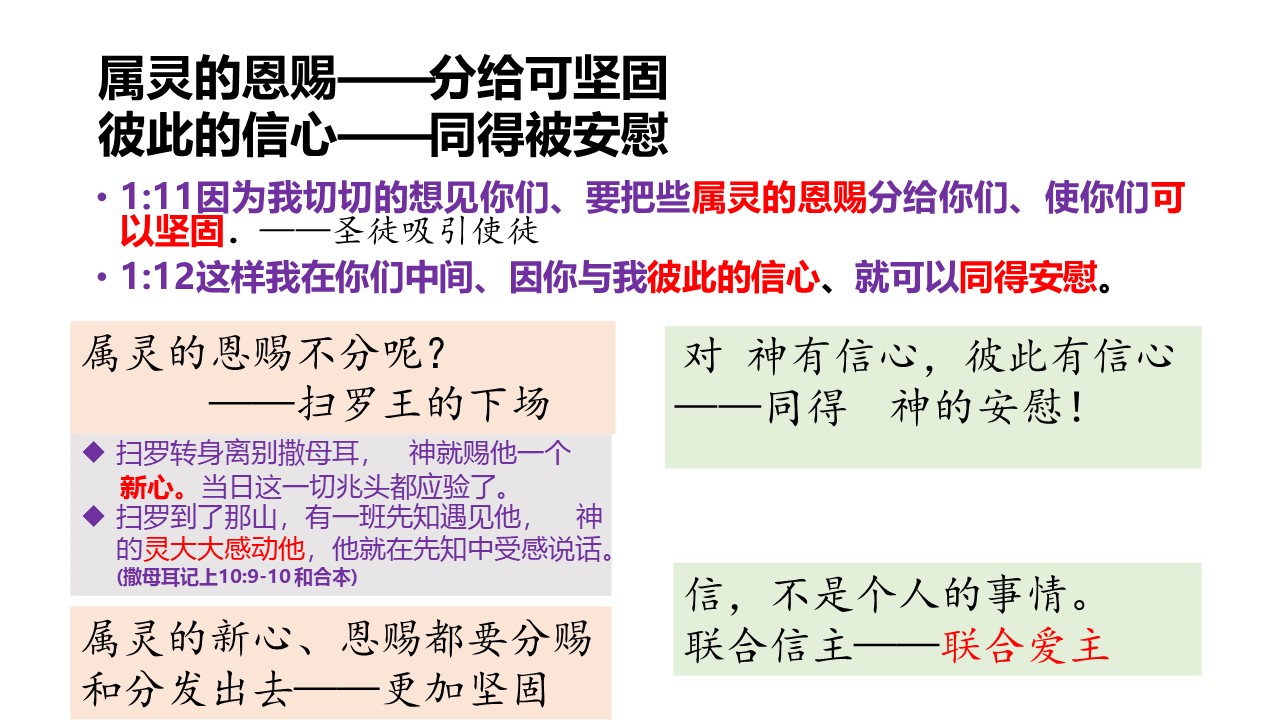 属灵的恩赐——分给可坚固
彼此的信心——同得被安慰
• 1:11因为我切切的想见你们、要把些属灵的恩赐分给你们、使你们可
以坚固．——圣徒吸引使徒
• 1:12这样我在你们中间、因你与我彼此的信心、就可以同得安慰。
属灵的恩赐不分呢？
——扫罗王的下场
◆ 扫罗转身离别撒母耳，　神就赐他一个
新心。当日这一切兆头都应验了。
◆ 扫罗到了那山，有一班先知遇见他，　神
的灵大大感动他，他就在先知中受感说话。
(撒母耳记上10:9-10 和合本)
属灵的新心、恩赐都要分赐
和分发出去——更加坚固
对 神有信心，彼此有信心
——同得　神的安慰！
信，不是个人的事情。
联合信主——联合爱主